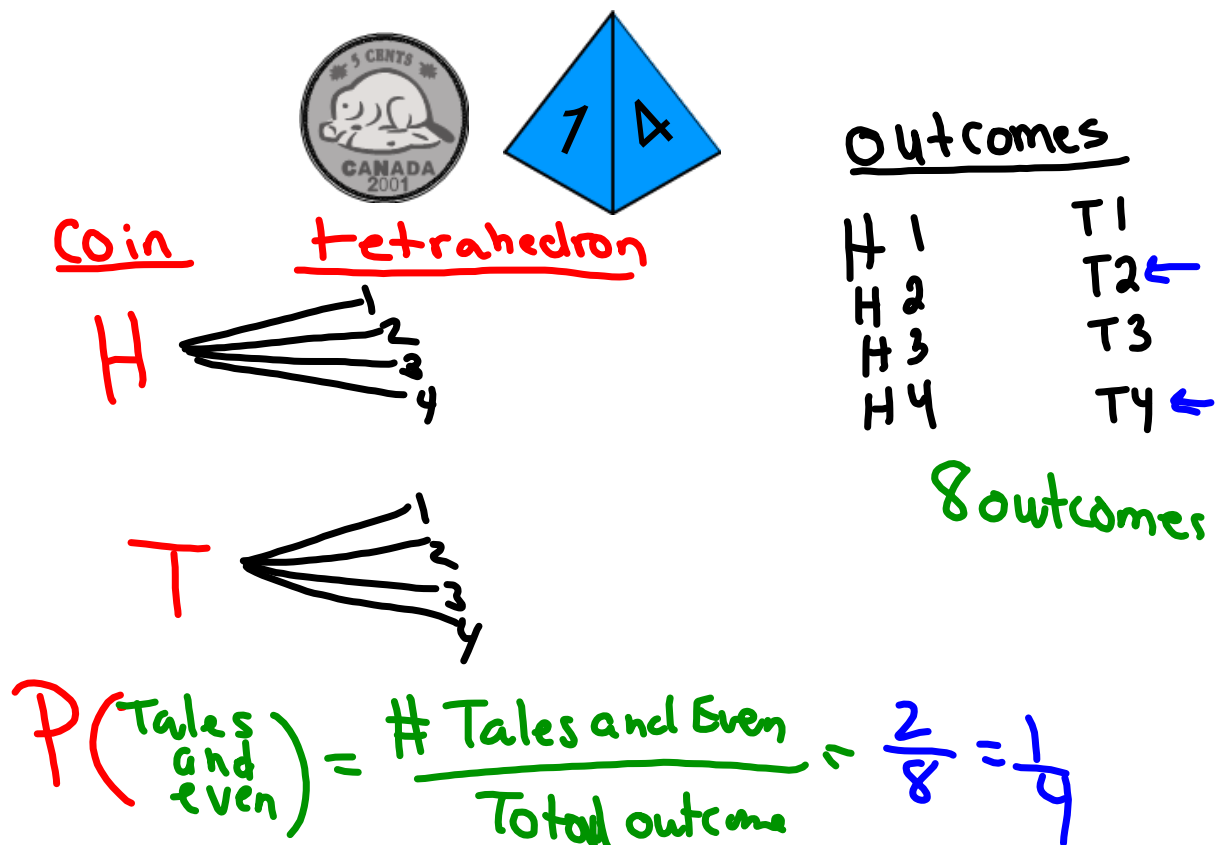 5 CENTS
CANADA
2001
1 4
outcomes
Coin tetrahedron
H 1 T1
H 2 T2
H 3 T3
H 4 T4
8 outcomes
H
1
2
3
4
T
1
2
3
4
P(Tales and even) = # Tales and Even / Total outcome = 2/8 = 1/4